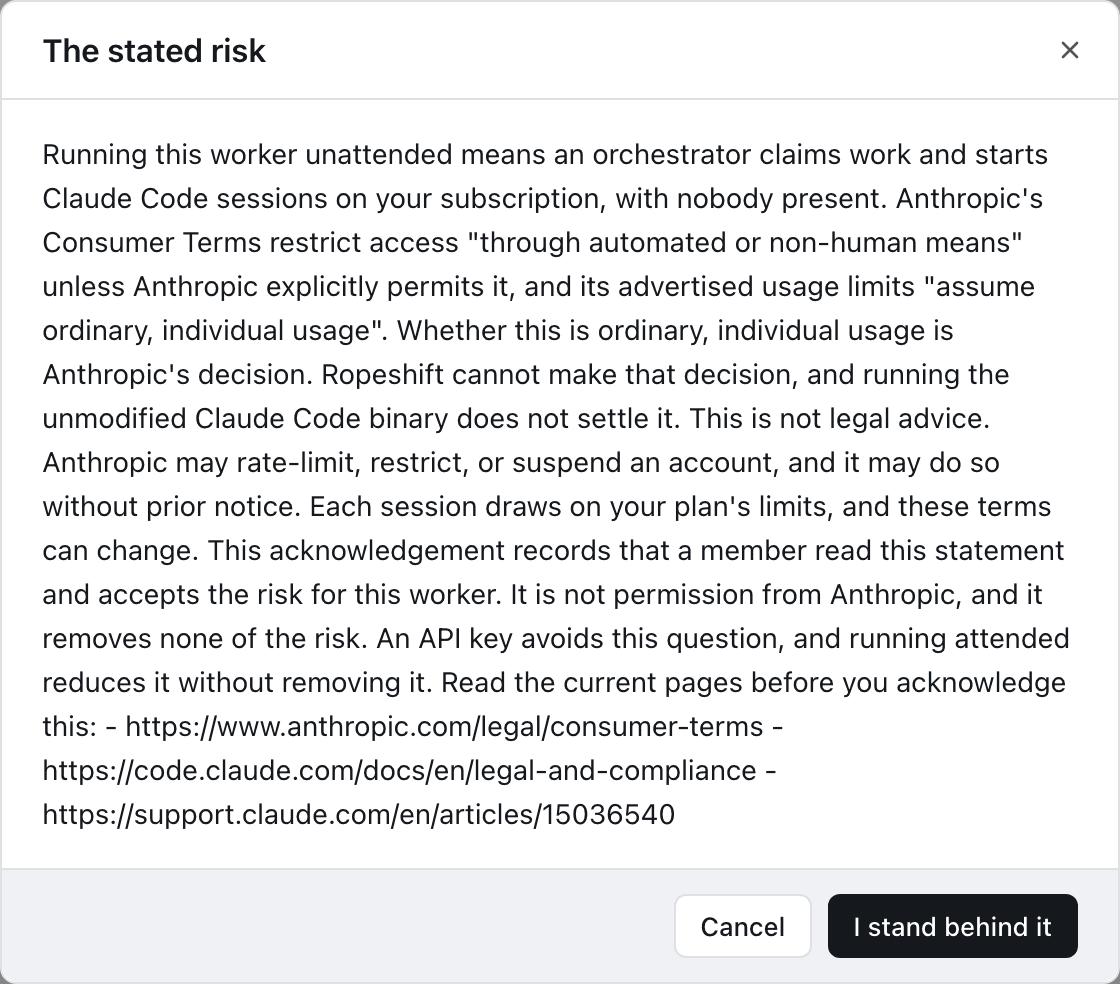 The stated risk
Running this worker unattended means an orchestrator claims work and starts
Claude Code sessions on your subscription, with nobody present. Anthropic's
Consumer Terms restrict access "through automated or non-human means"
unless Anthropic explicitly permits it, and its advertised usage limits "assume
ordinary, individual usage". Whether this is ordinary, individual usage is
Anthropic's decision. Ropeshift cannot make that decision, and running the
unmodified Claude Code binary does not settle it. This is not legal advice.
Anthropic may rate-limit, restrict, or suspend an account, and it may do so
without prior notice. Each session draws on your plan's limits, and these terms
can change. This acknowledgement records that a member read this statement
and accepts the risk for this worker. It is not permission from Anthropic, and it
removes none of the risk. An API key avoids this question, and running attended
reduces it without removing it. Read the current pages before you acknowledge
this: - https://www.anthropic.com/legal/consumer-terms -
https://code.claude.com/docs/en/legal-and-compliance -
https://support.claude.com/en/articles/15036540
Cancel
I stand behind it